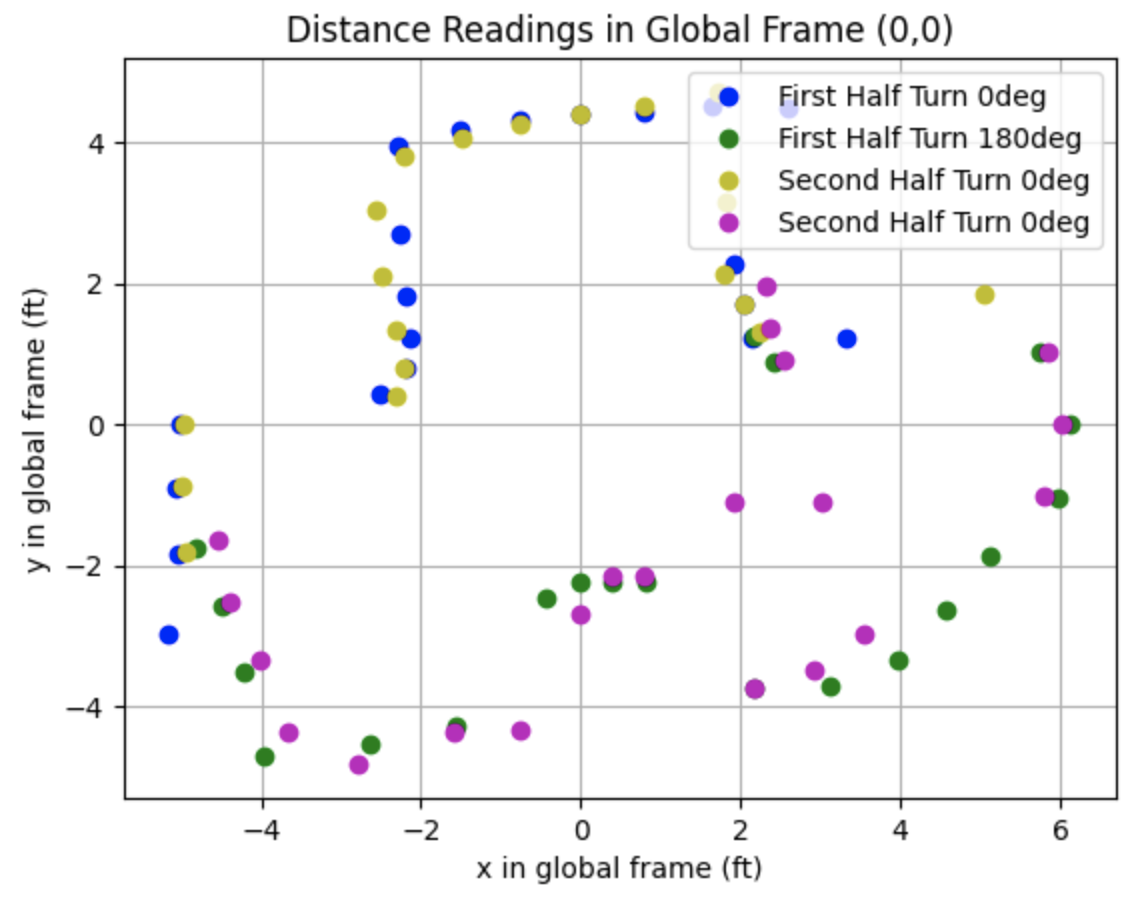 Distance Readings in Global Frame (0,0)
First Half Turn 0deg
First Half Turn 180deg
Second Half Turn 0deg
Second Half Turn 0deg
4
2
0
−2
−4
y in global frame (ft)
−4 −2 0 2 4 6
x in global frame (ft)